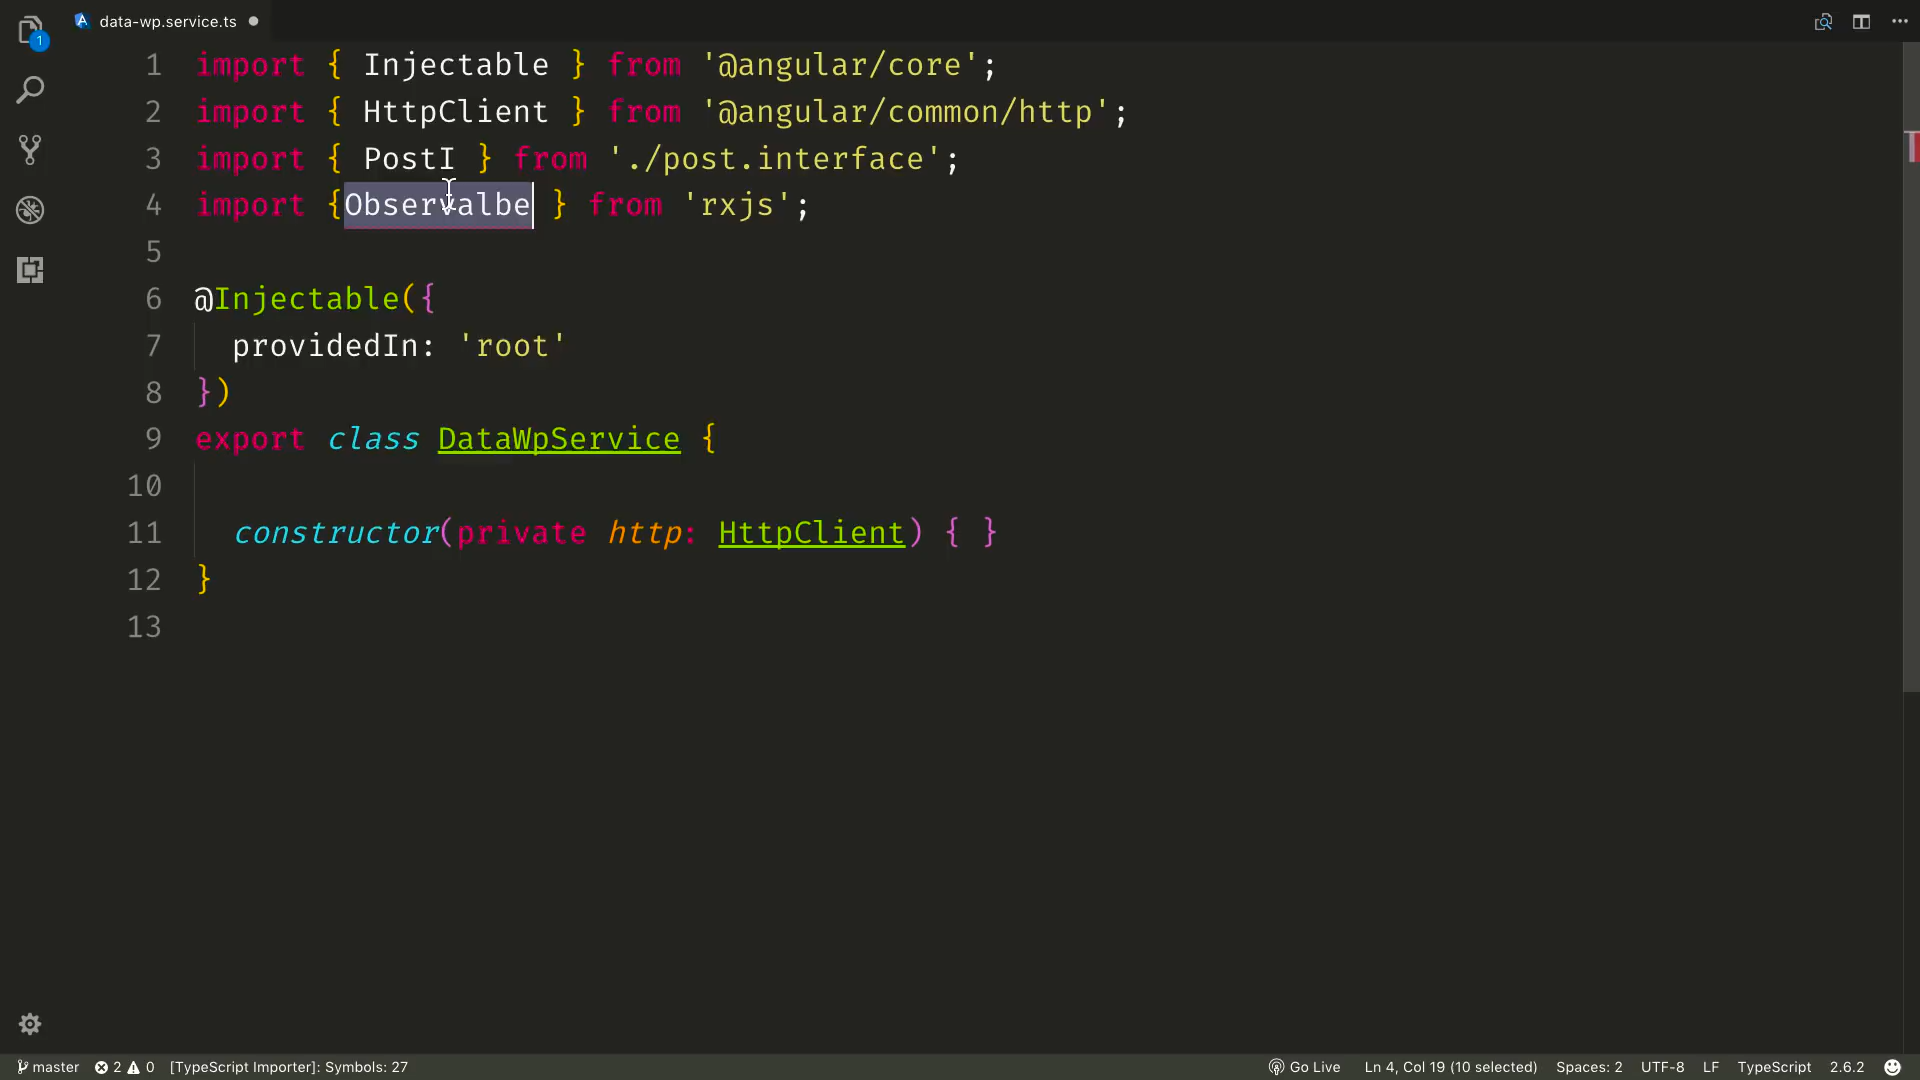 1
data-wp.service.ts
1 import { Injectable } from '@angular/core';
2 import { HttpClient } from '@angular/common/http';
3 import { PostI } from './post.interface';
4 import {Observalbe } from 'rxjs';
5
6 @Injectable({
7 providedIn: 'root'
8 })
9 export class DataWpService {
10
11 constructor(private http: HttpClient) { }
12 }
13
master 2 0 [TypeScript Importer]: Symbols: 27 Go Live Ln 4, Col 19 (10 selected) Spaces: 2 UTF-8 LF TypeScript 2.6.2